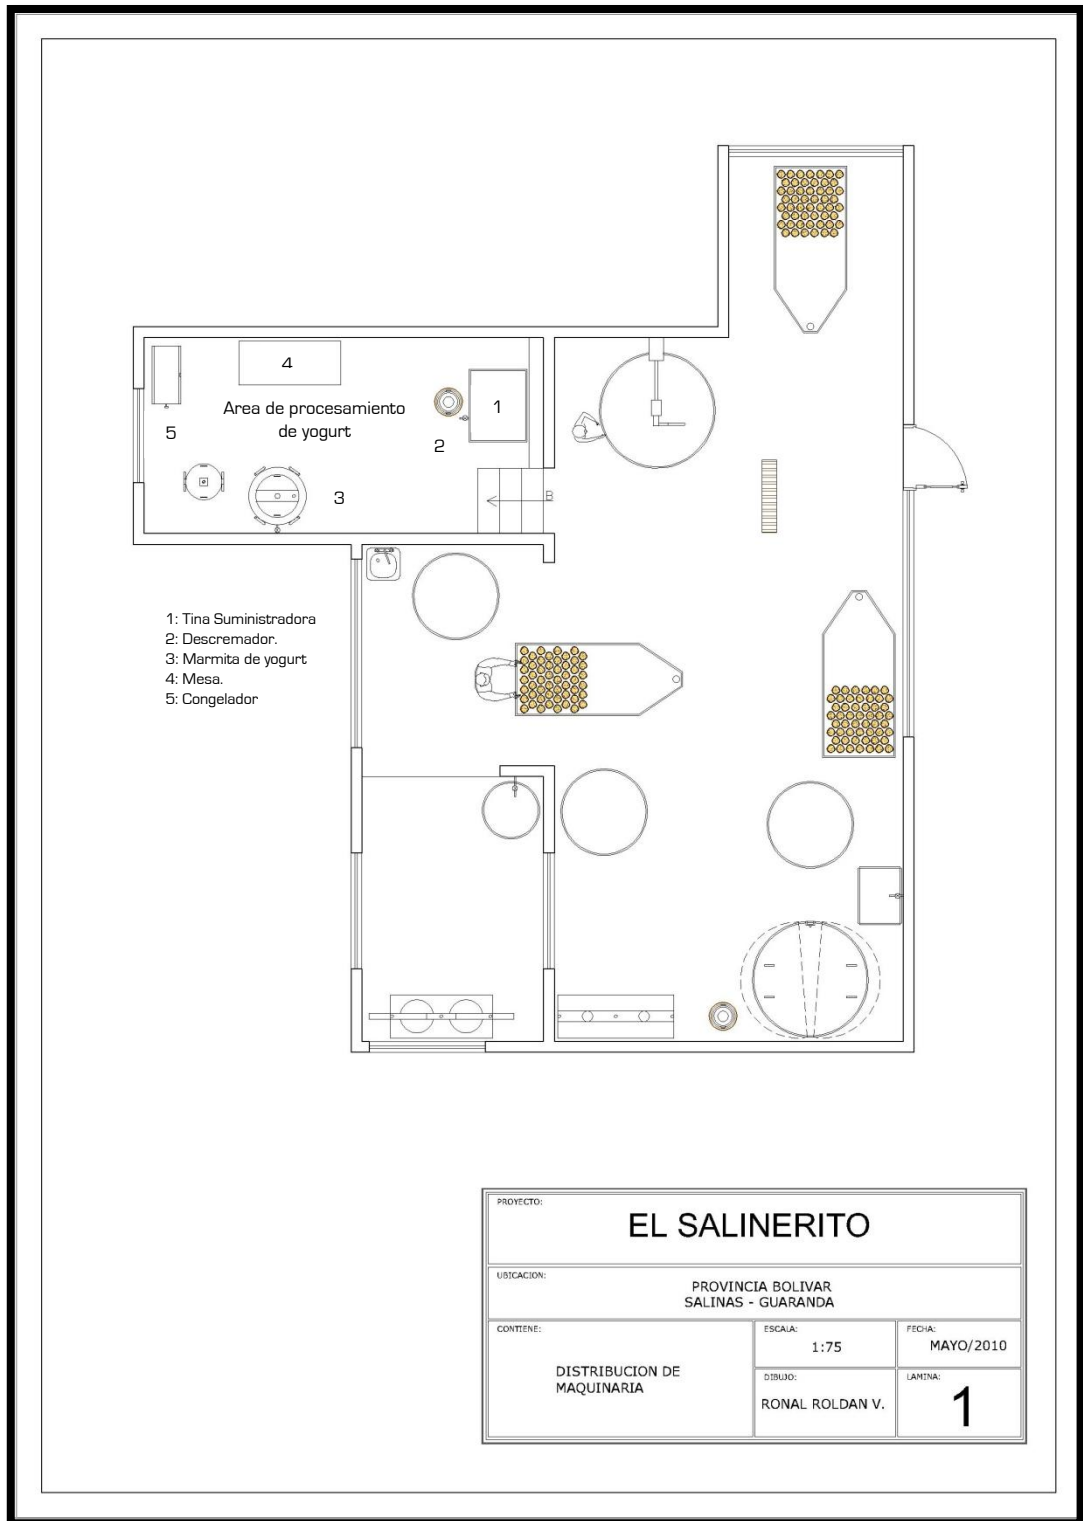 4
1
Area de procesamiento
de yogurt
5
2
3
B
1: Tina Suministradora
2: Descremador.
3: Marmita de yogurt
4: Mesa.
5: Congelador
PROYECTO:
EL SALINERITO
UBICACION:
PROVINCIA BOLIVAR
SALINAS - GUARANDA
CONTIENE:
DISTRIBUCION DE
MAQUINARIA
ESCALA:
1:75
FECHA:
MAYO/2010
DIBUJO:
RONAL ROLDAN V.
LAMINA:
1